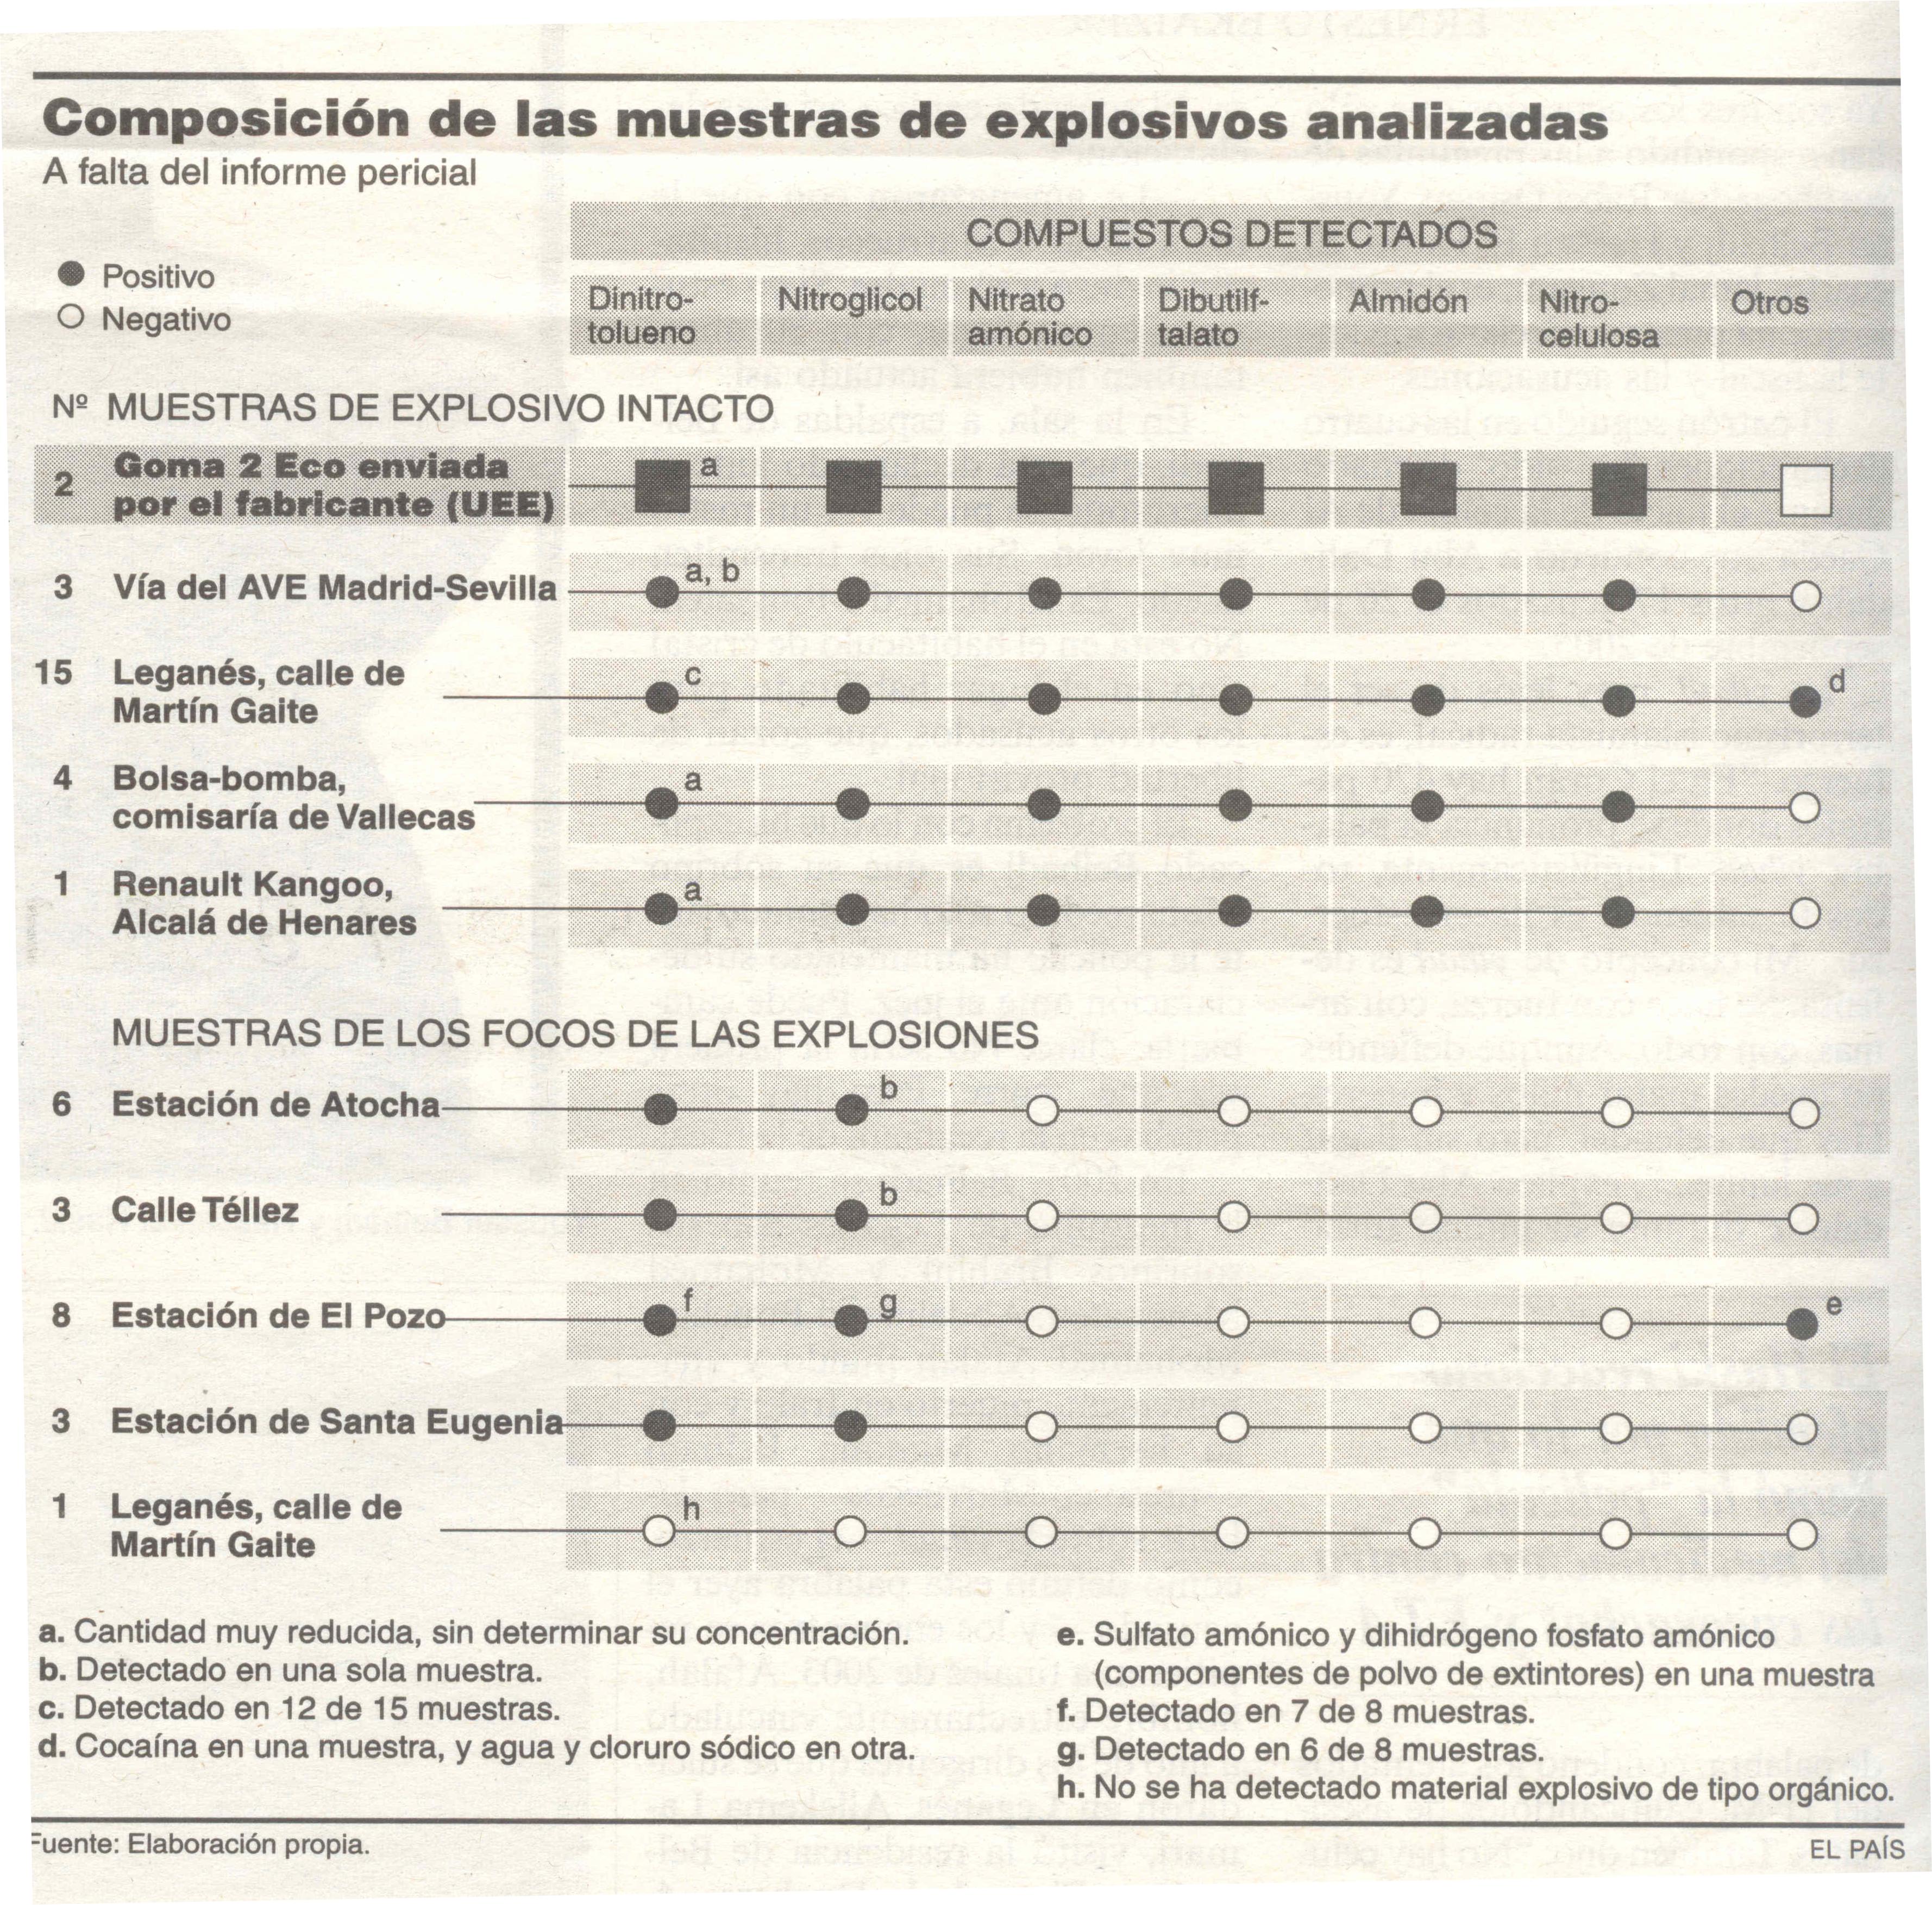 Composición de las muestras de explosivos analizadas
A falta del informe pericial
Positivo
Negativo
COMPUESTOS DETECTADOS
Dinitro-
tolueno
Nitroglicol
Nitrato
amónico
Dibutilf-
talato
Almidón
Nitro-
celulosa
Otros
Nº MUESTRAS DE EXPLOSIVO INTACTO
2 Goma 2 Eco enviada
por el fabricante (UEE)
a
3 Vía del AVE Madrid-Sevilla a, b
15 Leganés, calle de
Martín Gaite
c d
4 Bolsa-bomba,
comisaría de Vallecas
a
1 Renault Kangoo,
Alcalá de Henares
a
MUESTRAS DE LOS FOCOS DE LAS EXPLOSIONES
6 Estación de Atocha b
3 Calle Téllez b
8 Estación de El Pozo f g e
3 Estación de Santa Eugenia
1 Leganés, calle de
Martín Gaite
h
a. Cantidad muy reducida, sin determinar su concentración.
b. Detectado en una sola muestra.
c. Detectado en 12 de 15 muestras.
d. Cocaína en una muestra, y agua y cloruro sódico en otra.
e. Sulfato amónico y dihidrógeno fosfato amónico
(componentes de polvo de extintores) en una muestra
f. Detectado en 7 de 8 muestras.
g. Detectado en 6 de 8 muestras.
h. No se ha detectado material explosivo de tipo orgánico.
Fuente: Elaboración propia.
EL PAÍS